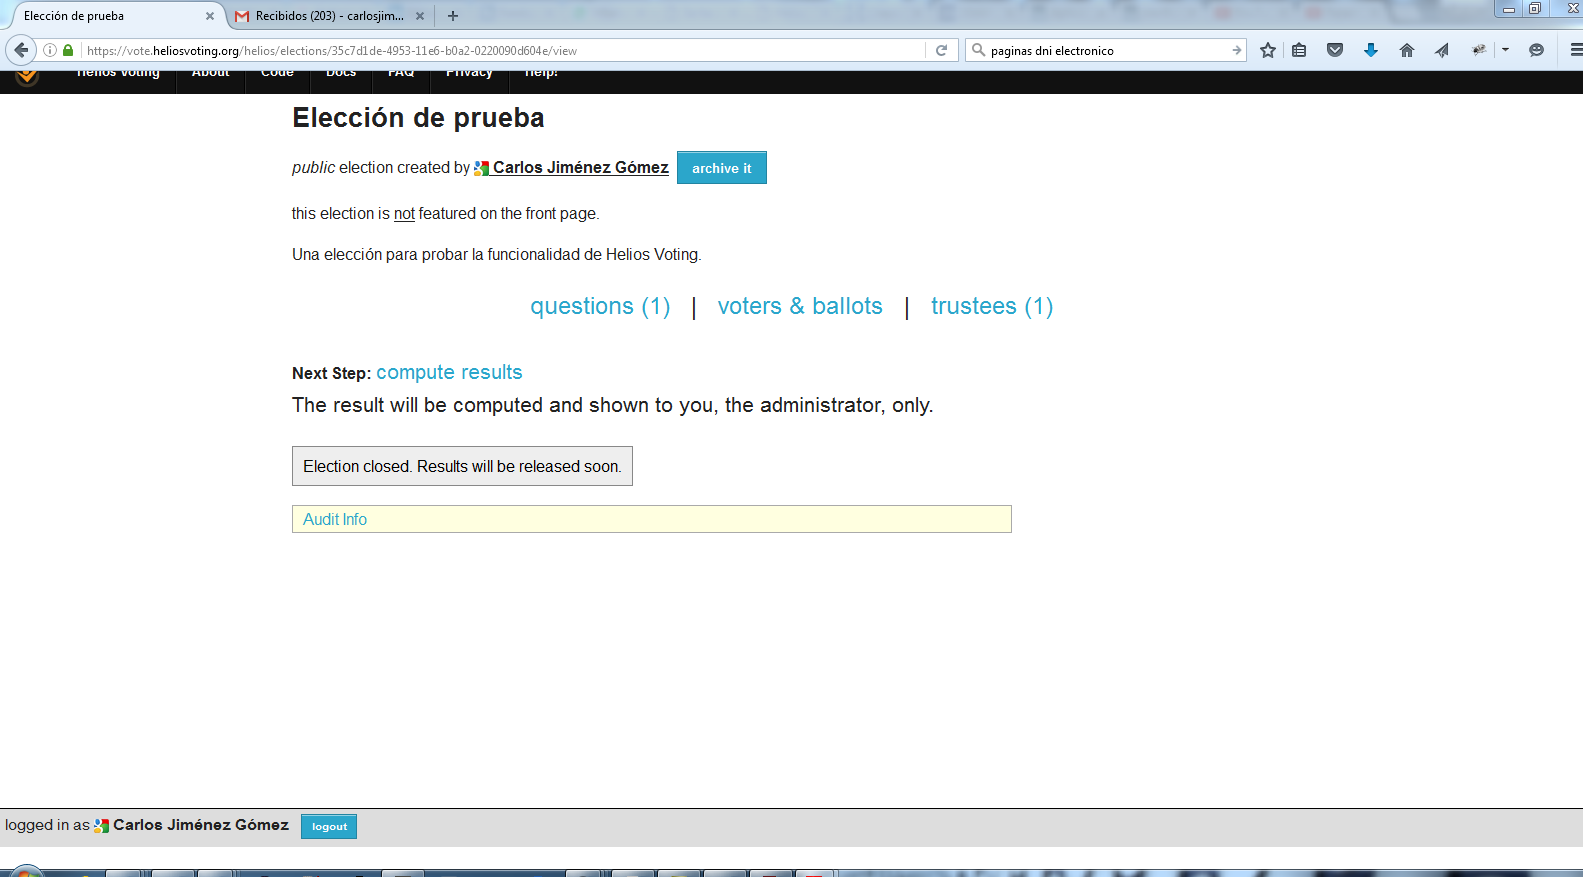 Elección de prueba
Recibidos (203) - carlosjim...
https://vote.heliosvoting.org/helios/elections/35c7d1de-4953-11e6-b0a2-0220090d604e/view
paginas dni electronico
Helios Voting About Code Docs FAQ Privacy Help!
Elección de prueba
public election created by Carlos Jiménez Gómez archive it
this election is not featured on the front page.
Una elección para probar la funcionalidad de Helios Voting.
questions (1) | voters & ballots | trustees (1)
Next Step: compute results
The result will be computed and shown to you, the administrator, only.
Election closed. Results will be released soon.
Audit Info
logged in as Carlos Jiménez Gómez logout